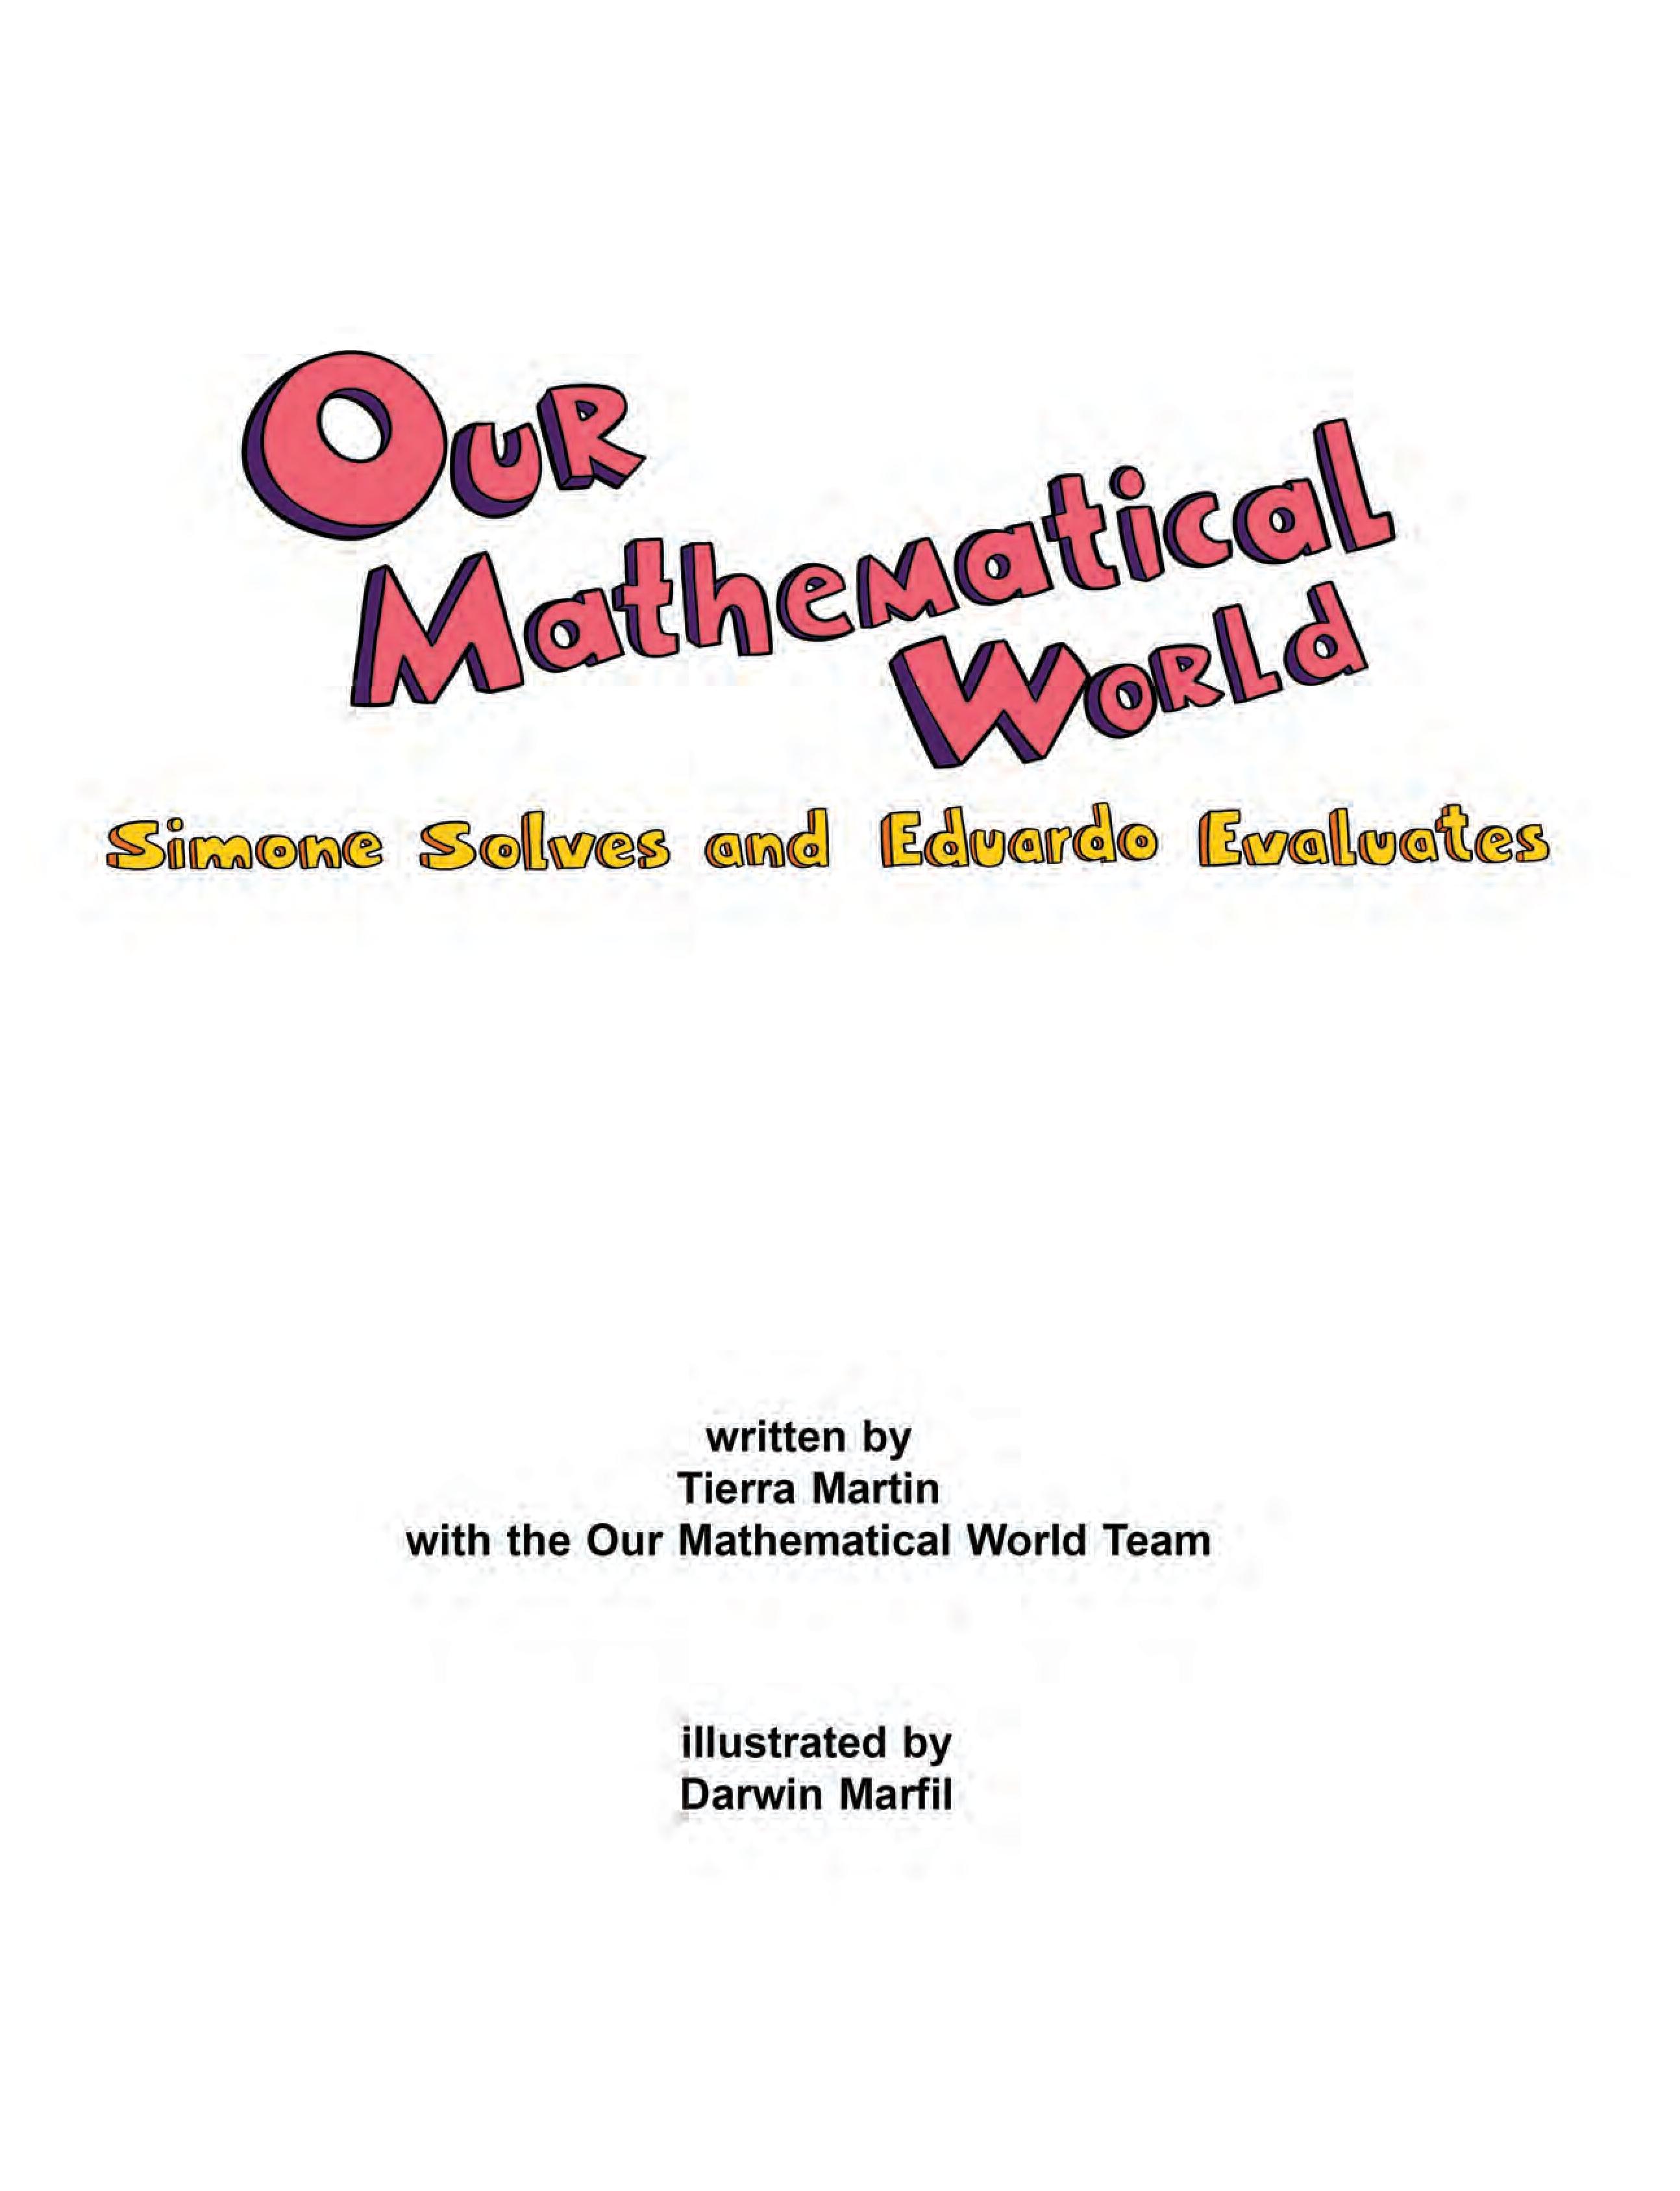 Our
Mathematical
World
Simone Solves and Eduardo Evaluates
written by
Tierra Martin
with the Our Mathematical World Team
illustrated by
Darwin Marfil